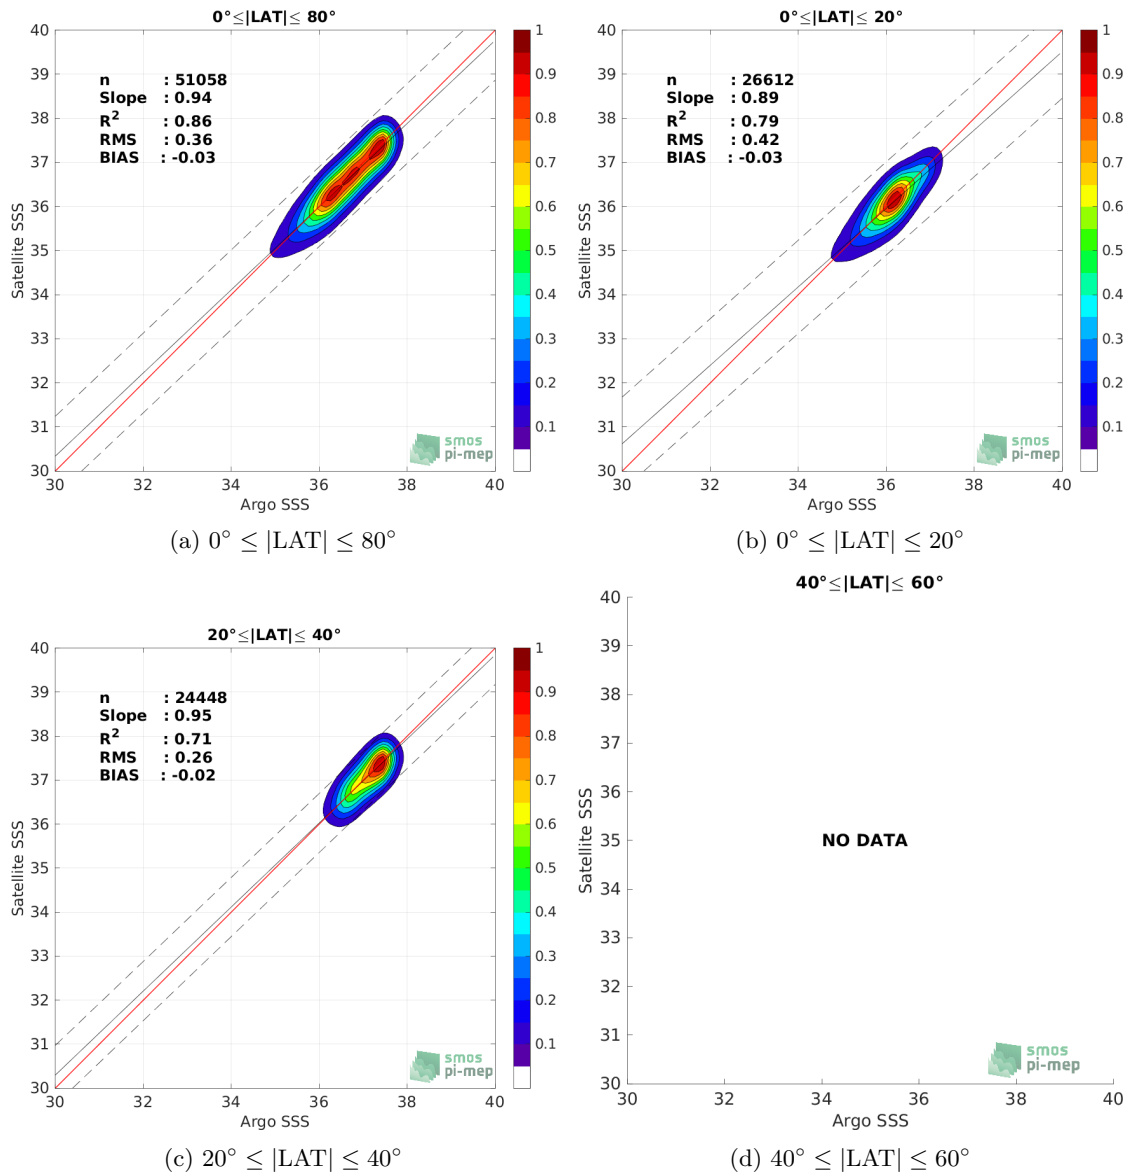 0°≤|LAT|≤ 80°
40
39
38
37
36
35
34
33
32
31
30
Satellite SSS
n : 51058
Slope : 0.94
R² : 0.86
RMS : 0.36
BIAS : -0.03
smos
pi-mep
30 32 34 36 38 40
Argo SSS
1
0.9
0.8
0.7
0.6
0.5
0.4
0.3
0.2
0.1
(a) 0° ≤ |LAT| ≤ 80°
0°≤|LAT|≤ 20°
40
39
38
37
36
35
34
33
32
31
30
Satellite SSS
n : 26612
Slope : 0.89
R² : 0.79
RMS : 0.42
BIAS : -0.03
smos
pi-mep
30 32 34 36 38 40
Argo SSS
1
0.9
0.8
0.7
0.6
0.5
0.4
0.3
0.2
0.1
(b) 0° ≤ |LAT| ≤ 20°
20°≤|LAT|≤ 40°
40
39
38
37
36
35
34
33
32
31
30
Satellite SSS
n : 24448
Slope : 0.95
R² : 0.71
RMS : 0.26
BIAS : -0.02
smos
pi-mep
30 32 34 36 38 40
Argo SSS
1
0.9
0.8
0.7
0.6
0.5
0.4
0.3
0.2
0.1
(c) 20° ≤ |LAT| ≤ 40°
40°≤|LAT|≤ 60°
40
39
38
37
36
35
34
33
32
31
30
Satellite SSS
NO DATA
smos
pi-mep
30 32 34 36 38 40
Argo SSS
(d) 40° ≤ |LAT| ≤ 60°